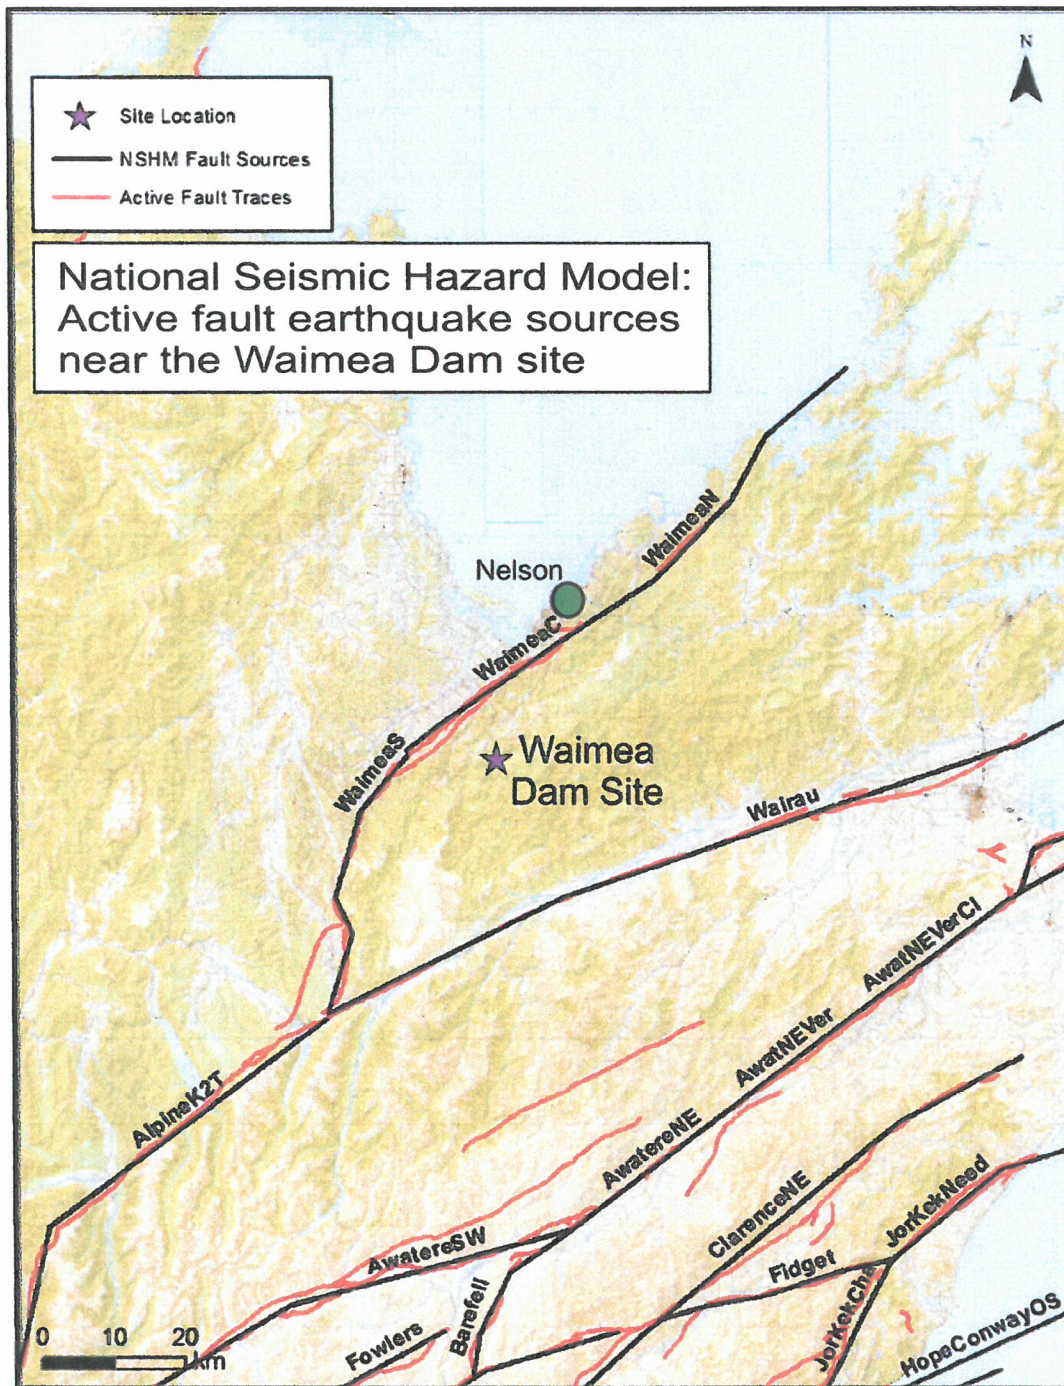 N
Site Location
NSHM Fault Sources
Active Fault Traces
National Seismic Hazard Model:
Active fault earthquake sources
near the Waimea Dam site
WaimeaN
Nelson
WaimeaC
WaimeaS
Waimea
Dam Site
Wairau
AwatNEVerCl
AwatNEVer
AlpineK2T
AwatereNE
ClarenceNE
JorKekNeed
AwatereSW
Fidget
Barefell
JorKekCha
HopeConwayOS
Fowlers
0 10 20
km